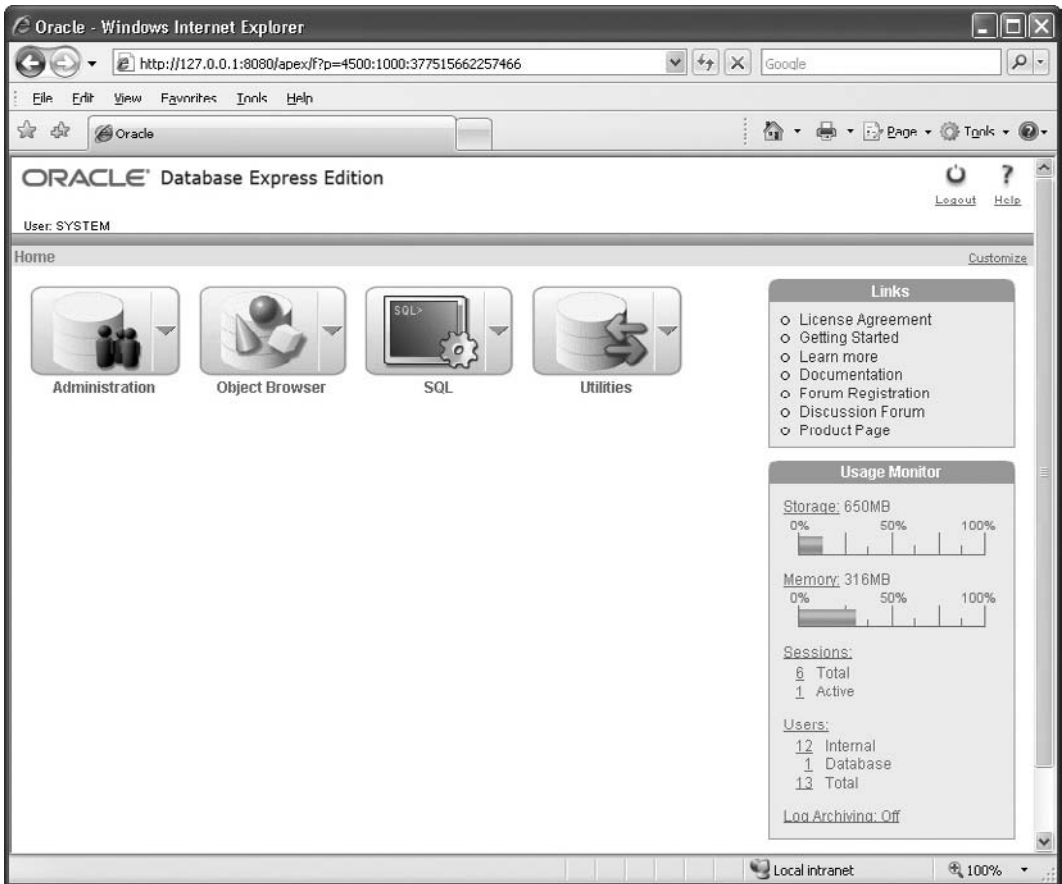 Oracle - Windows Internet Explorer
http://127.0.0.1:8080/apex/f?p=4500:1000:377515662257466
Google
File Edit View Favorites Tools Help
Oracle
Page Tools
ORACLE® Database Express Edition
Logout Help
User: SYSTEM
Home
Customize
SQL>
Administration
Object Browser
SQL
Utilities
Links
License Agreement
Getting Started
Learn more
Documentation
Forum Registration
Discussion Forum
Product Page
Usage Monitor
Storage: 650MB
0% 50% 100%
Memory: 316MB
0% 50% 100%
Sessions:
6 Total
1 Active
Users:
12 Internal
1 Database
13 Total
Log Archiving: Off
Local intranet
100%